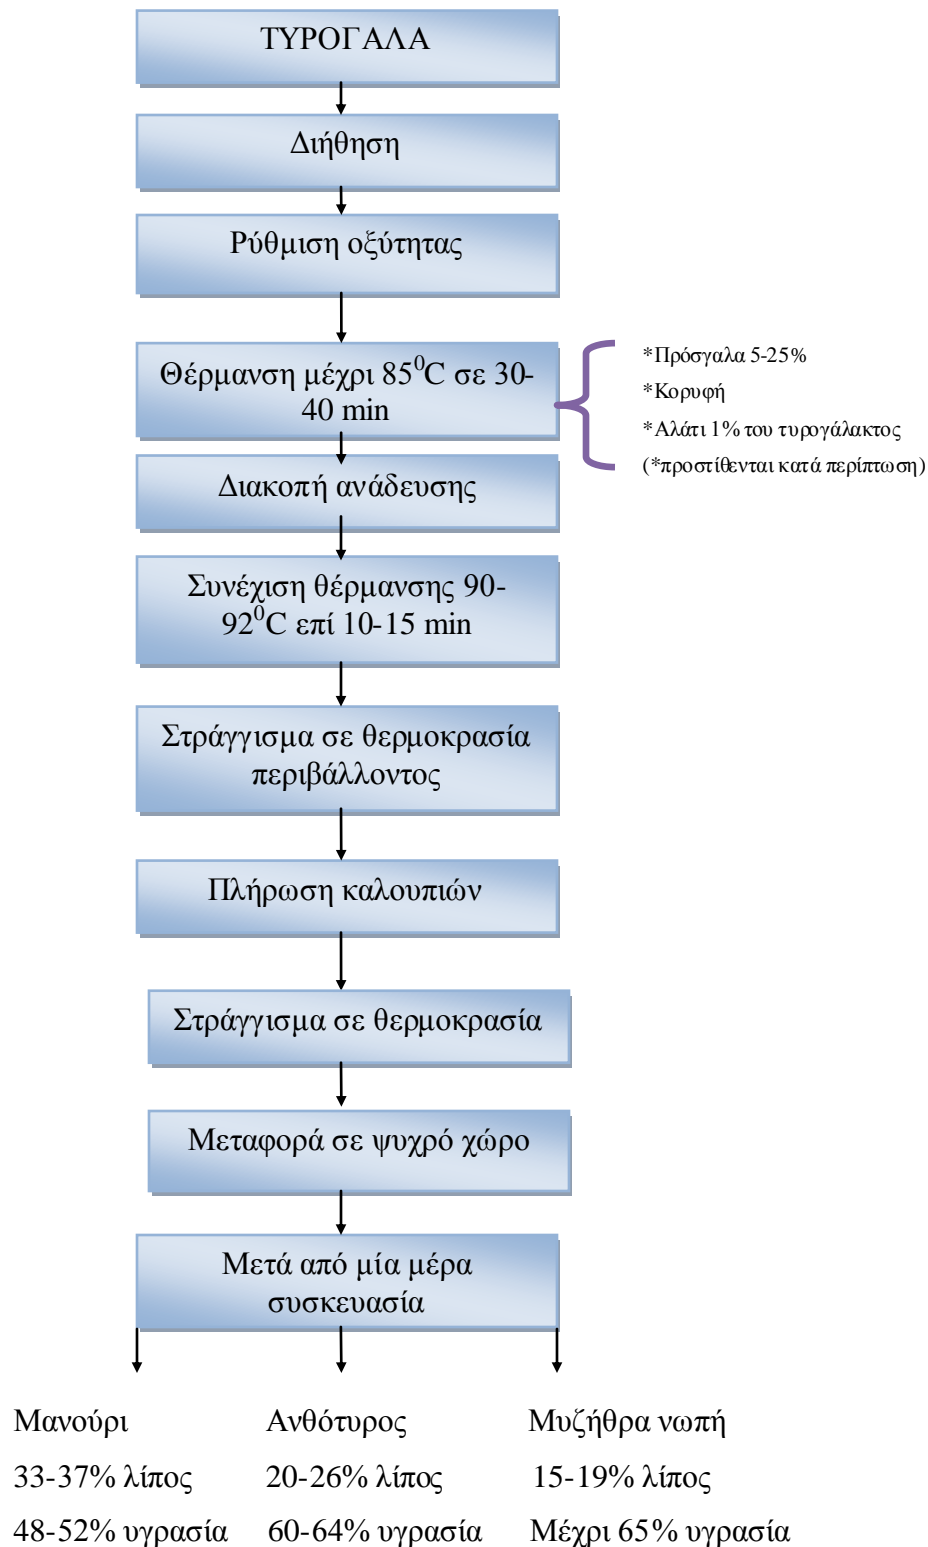 ΤΥΡΟΓΑΛΑ
Διήθηση
Ρύθμιση οξύτητας
Θέρμανση μέχρι 85⁰C σε 30-
40 min
*Πρόσγαλα 5-25%
*Κορυφή
*Αλάτι 1% του τυρογάλακτος
(*προστίθενται κατά περίπτωση)
Διακοπή ανάδευσης
Συνέχιση θέρμανσης 90-
92⁰C επί 10-15 min
Στράγγισμα σε θερμοκρασία
περιβάλλοντος
Πλήρωση καλουπιών
Στράγγισμα σε θερμοκρασία
Μεταφορά σε ψυχρό χώρο
Μετά από μία μέρα
συσκευασία
Μανούρι Ανθότυρος Μυζήθρα νωπή
33-37% λίπος 20-26% λίπος 15-19% λίπος
48-52% υγρασία 60-64% υγρασία Μέχρι 65% υγρασία